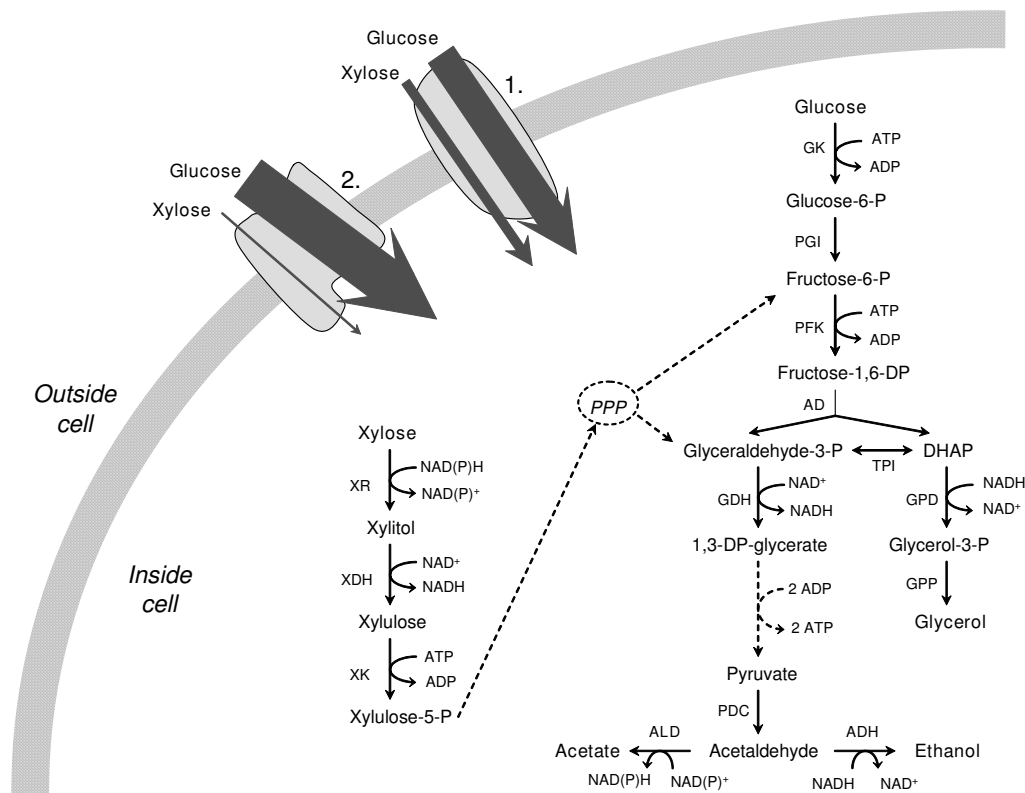 Glucose
Xylose
1.
Glucose
Xylose
2.
Outside
cell
Inside
cell
Xylose
XR
NAD(P)H
NAD(P)⁺
Xylitol
XDH
NAD⁺
NADH
Xylulose
XK
ATP
ADP
Xylulose-5-P
PPP
Glucose
GK
ATP
ADP
Glucose-6-P
PGI
Fructose-6-P
PFK
ATP
ADP
Fructose-1,6-DP
AD
Glyceraldehyde-3-P
TPI
DHAP
GDH
NAD⁺
NADH
GPD
NADH
NAD⁺
1,3-DP-glycerate
Glycerol-3-P
2 ADP
2 ATP
GPP
Glycerol
Pyruvate
PDC
Acetate
ALD
Acetaldehyde
ADH
Ethanol
NAD(P)H
NAD(P)⁺
NADH
NAD⁺